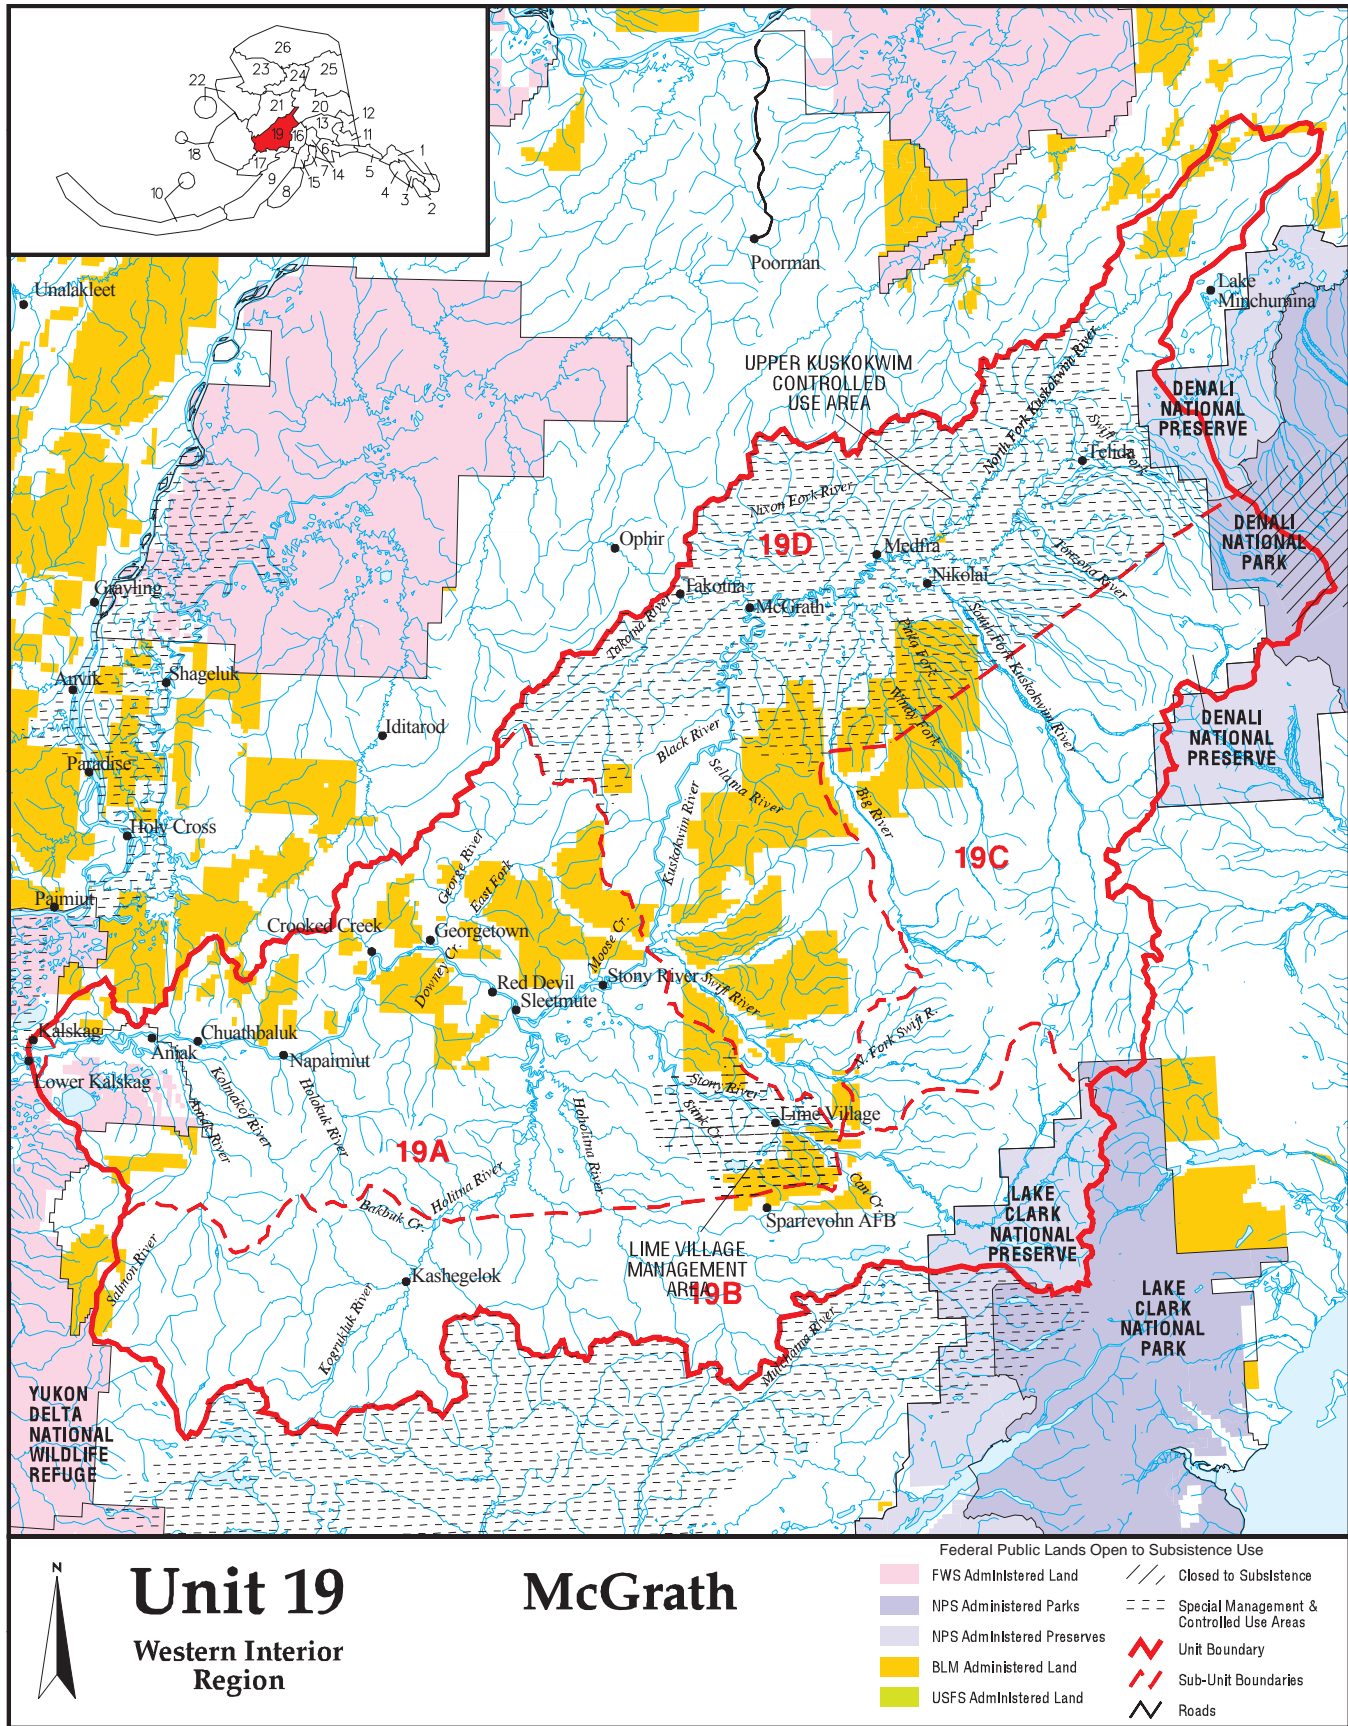 26
23
24
25
22
21
20
12
19
16
13
11
6
18
17
7
14
5
1
10
9
8
15
4
3
2
Poorman
Unalakleet
Lake
Minchumina
UPPER KUSKOKWIM
CONTROLLED
USE AREA
North Fork Kuskokwim River
DENALI
NATIONAL
PRESERVE
Swift Fork
Telida
Nixon Fork River
19D
Ophir
Medfra
DENALI
NATIONAL
PARK
Tonzona River
Nikolai
Grayling
Takotna
McGrath
Takotna River
South Fork Kuskokwim River
Pitka Fork
Shageluk
Anvik
Windy Fork
DENALI
NATIONAL
PRESERVE
Iditarod
Black River
Paradise
Selatna River
Big River
Kuskokwim River
Holy Cross
19C
George River
East Fork
Paimiut
Crooked Creek
Georgetown
Moose Cr.
Downey Cr.
Red Devil
Stony River
Swift River
Sleetmute
Kalskag
Chuathbaluk
Aniak
N. Fork Swift R.
Napaimiut
Lower Kalskag
Kolmakof River
Holokuk River
Aniak River
Stony River
Stink Cr.
Lime Village
Hoholitna River
19A
Holitna River
Bakbuk Cr.
Can Cr.
Sparrevohn AFB
LAKE
CLARK
NATIONAL
PRESERVE
Salmon River
LIME VILLAGE
MANAGEMENT
AREA
19B
Kashegelok
Kogrukluk River
Mulchatna River
LAKE
CLARK
NATIONAL
PARK
YUKON
DELTA
NATIONAL
WILDLIFE
REFUGE
N
Unit 19
Western Interior
Region
McGrath
Federal Public Lands Open to Subsistence Use
FWS Administered Land
NPS Administered Parks
NPS Administered Preserves
BLM Administered Land
USFS Administered Land
Closed to Subsistence
Special Management &
Controlled Use Areas
Unit Boundary
Sub-Unit Boundaries
Roads